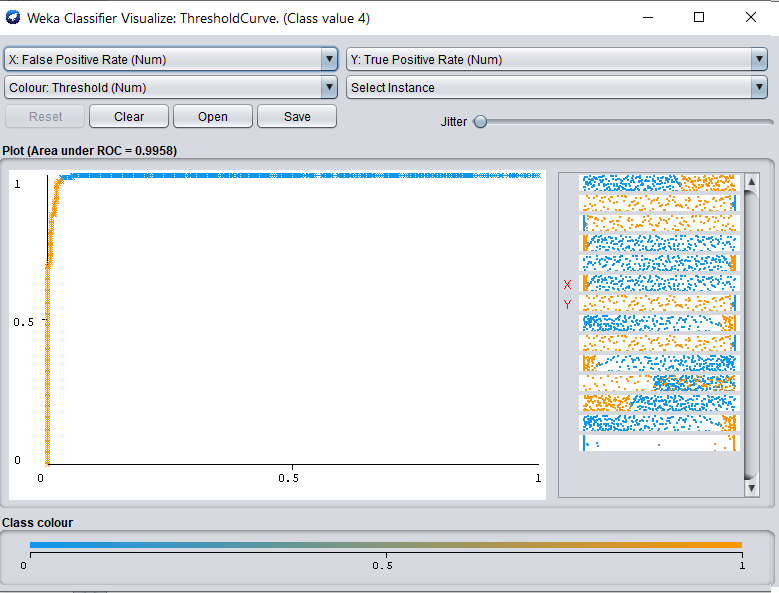 Weka Classifier Visualize: ThresholdCurve. (Class value 4)
X: False Positive Rate (Num)
Y: True Positive Rate (Num)
Colour: Threshold (Num)
Select Instance
Reset
Clear
Open
Save
Jitter
Plot (Area under ROC = 0.9958)
1
0.5
0
0
0.5
1
X
Y
Class colour
0
0.5
1